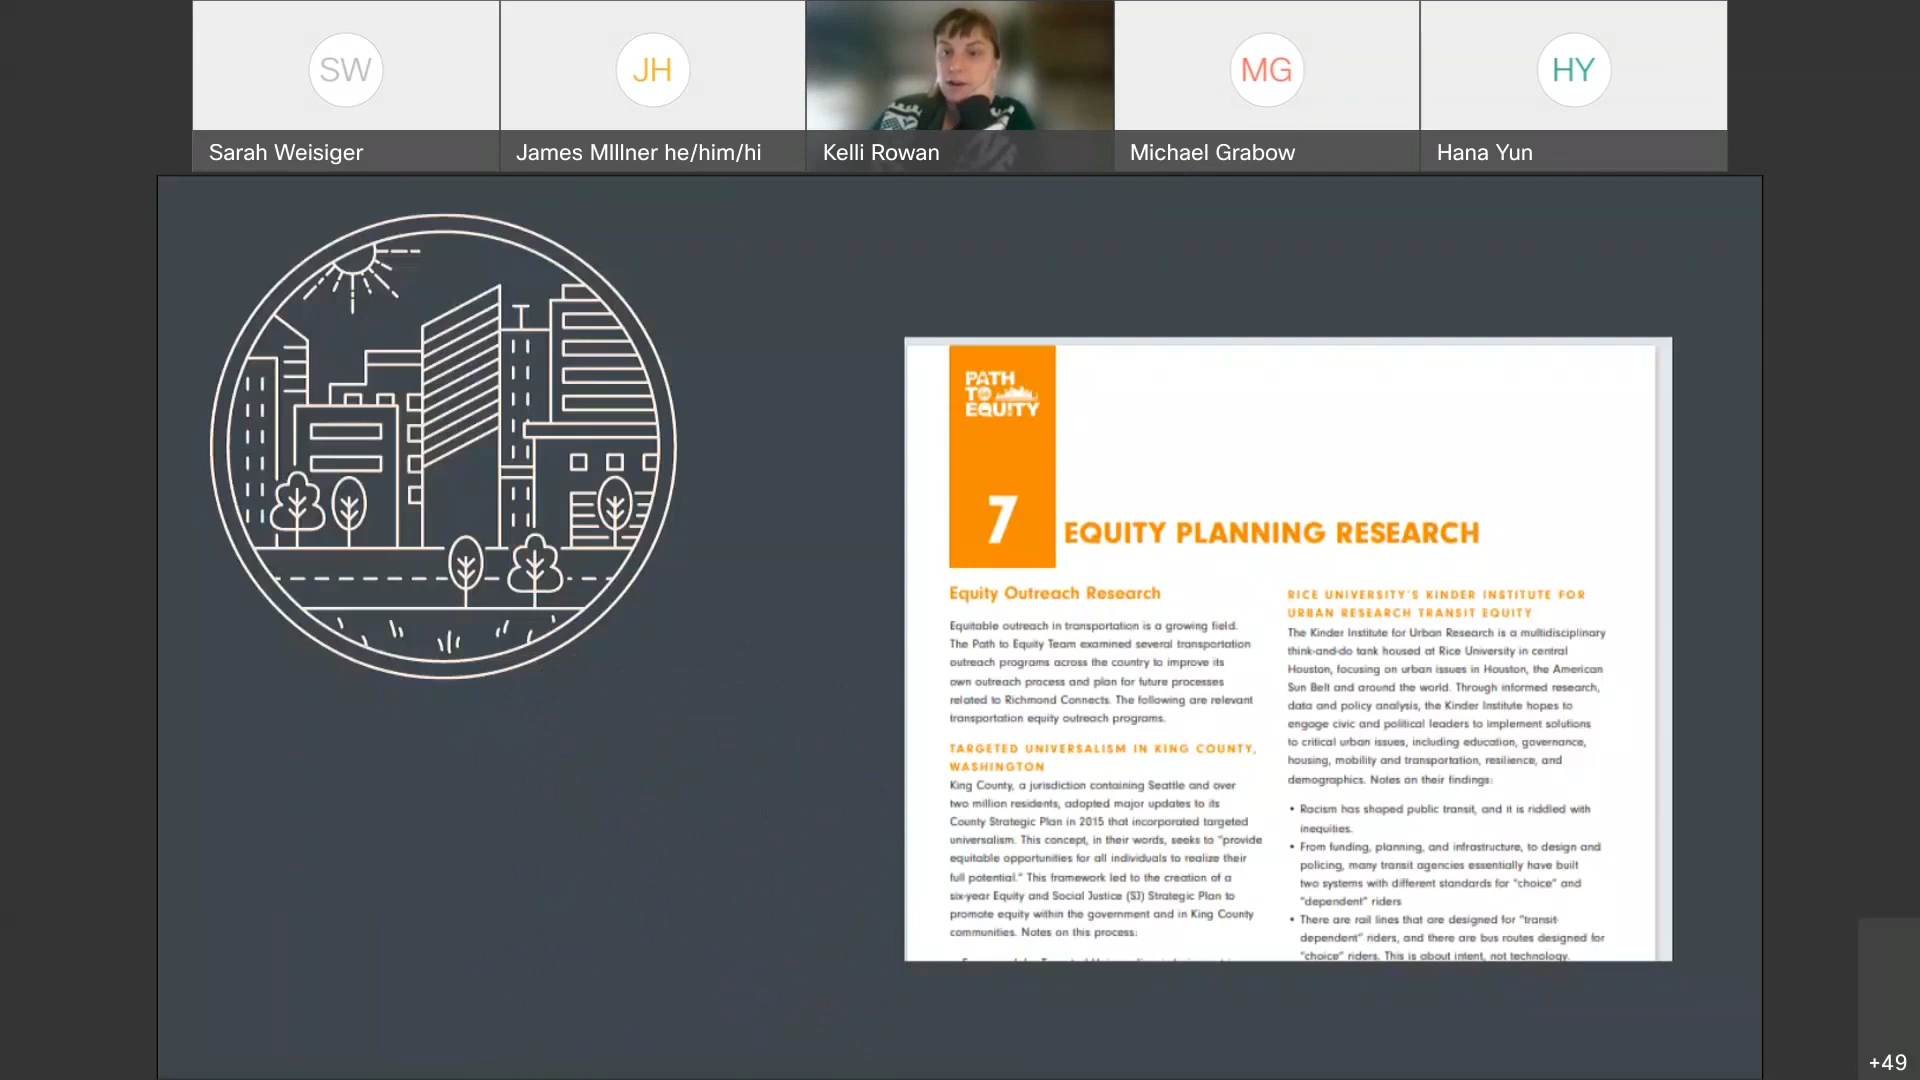 SW
JH
MG
HY
Sarah Weisiger
James MIllner he/him/hi
Kelli Rowan
Michael Grabow
Hana Yun
PATH
TO
EQUITY
7
EQUITY PLANNING RESEARCH
Equity Outreach Research
Equitable outreach in transportation is a growing field.
The Path to Equity Team examined several transportation
outreach programs across the country to improve its
own outreach process and plan for future processes
related to Richmond Connects. The following are relevant
transportation equity outreach programs.
TARGETED UNIVERSALISM IN KING COUNTY,
WASHINGTON
King County, a jurisdiction containing Seattle and over
two million residents, adopted major updates to its
County Strategic Plan in 2015 that incorporated targeted
universalism. This concept, in their words, seeks to “provide
equitable opportunities for all individuals to realize their
full potential.” This framework led to the creation of a
six-year Equity and Social Justice (SJ) Strategic Plan to
promote equity within the government and in King County
communities. Notes on this process:
RICE UNIVERSITY'S KINDER INSTITUTE FOR
URBAN RESEARCH TRANSIT EQUITY
The Kinder Institute for Urban Research is a multidisciplinary
think-and-do tank housed at Rice University in central
Houston, focusing on urban issues in Houston, the American
Sun Belt and around the world. Through informed research,
data and policy analysis, the Kinder Institute hopes to
engage civic and political leaders to implement solutions
to critical urban issues, including education, governance,
housing, mobility and transportation, resilience, and
demographics. Notes on their findings:
• Racism has shaped public transit, and it is riddled with
inequities.
• From funding, planning, and infrastructure, to design and
policing, many transit agencies essentially have built
two systems with different standards for “choice” and
“dependent” riders
• There are rail lines that are designed for “transit-
dependent” riders, and there are bus routes designed for
“choice” riders. This is about intent, not technology.
+49